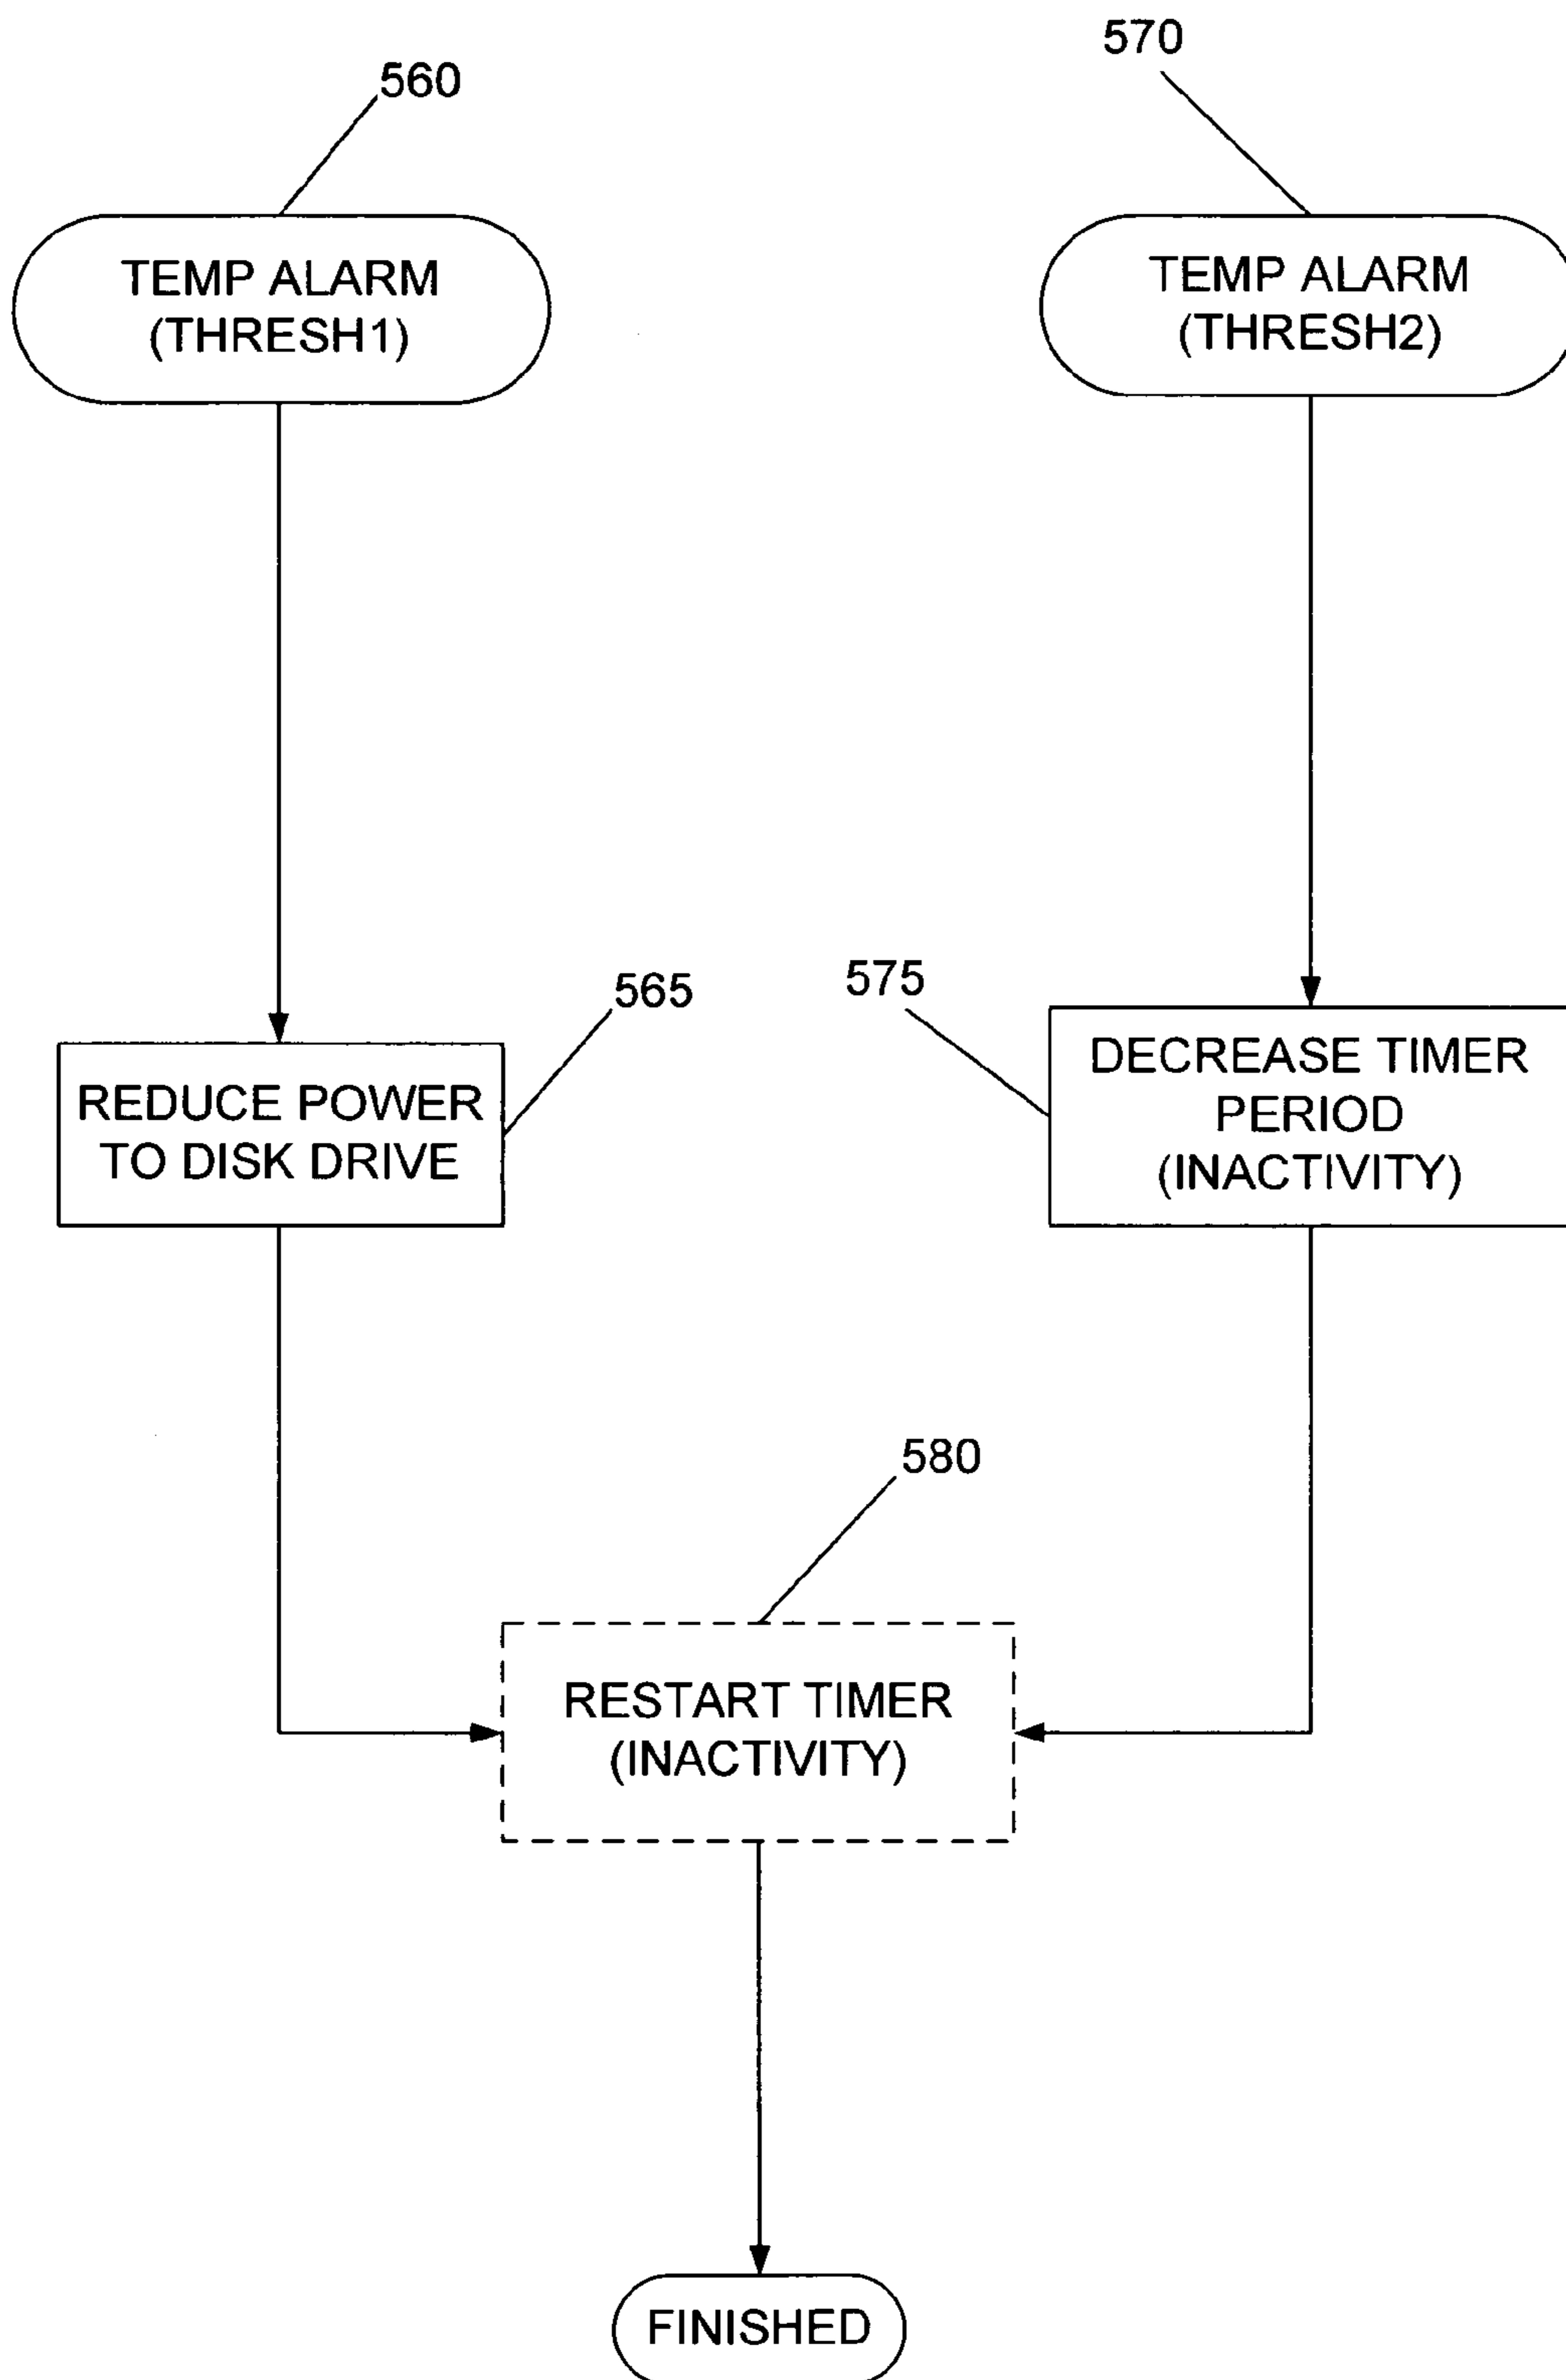 570
560
TEMP ALARM
(THRESH1)
TEMP ALARM
(THRESH2)
565
575
REDUCE POWER
TO DISK DRIVE
DECREASE TIMER
PERIOD
(INACTIVITY)
580
RESTART TIMER
(INACTIVITY)
FINISHED